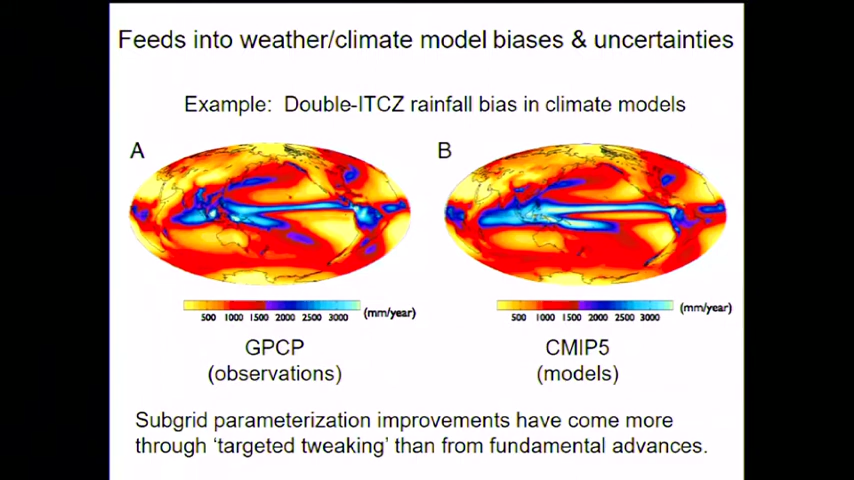 Feeds into weather/climate model biases & uncertainties
Example: Double-ITCZ rainfall bias in climate models
A
B
500 1000 1500 2000 2500 3000 (mm/year)
500 1000 1500 2000 2500 3000 (mm/year)
GPCP
(observations)
CMIP5
(models)
Subgrid parameterization improvements have come more
through 'targeted tweaking' than from fundamental advances.